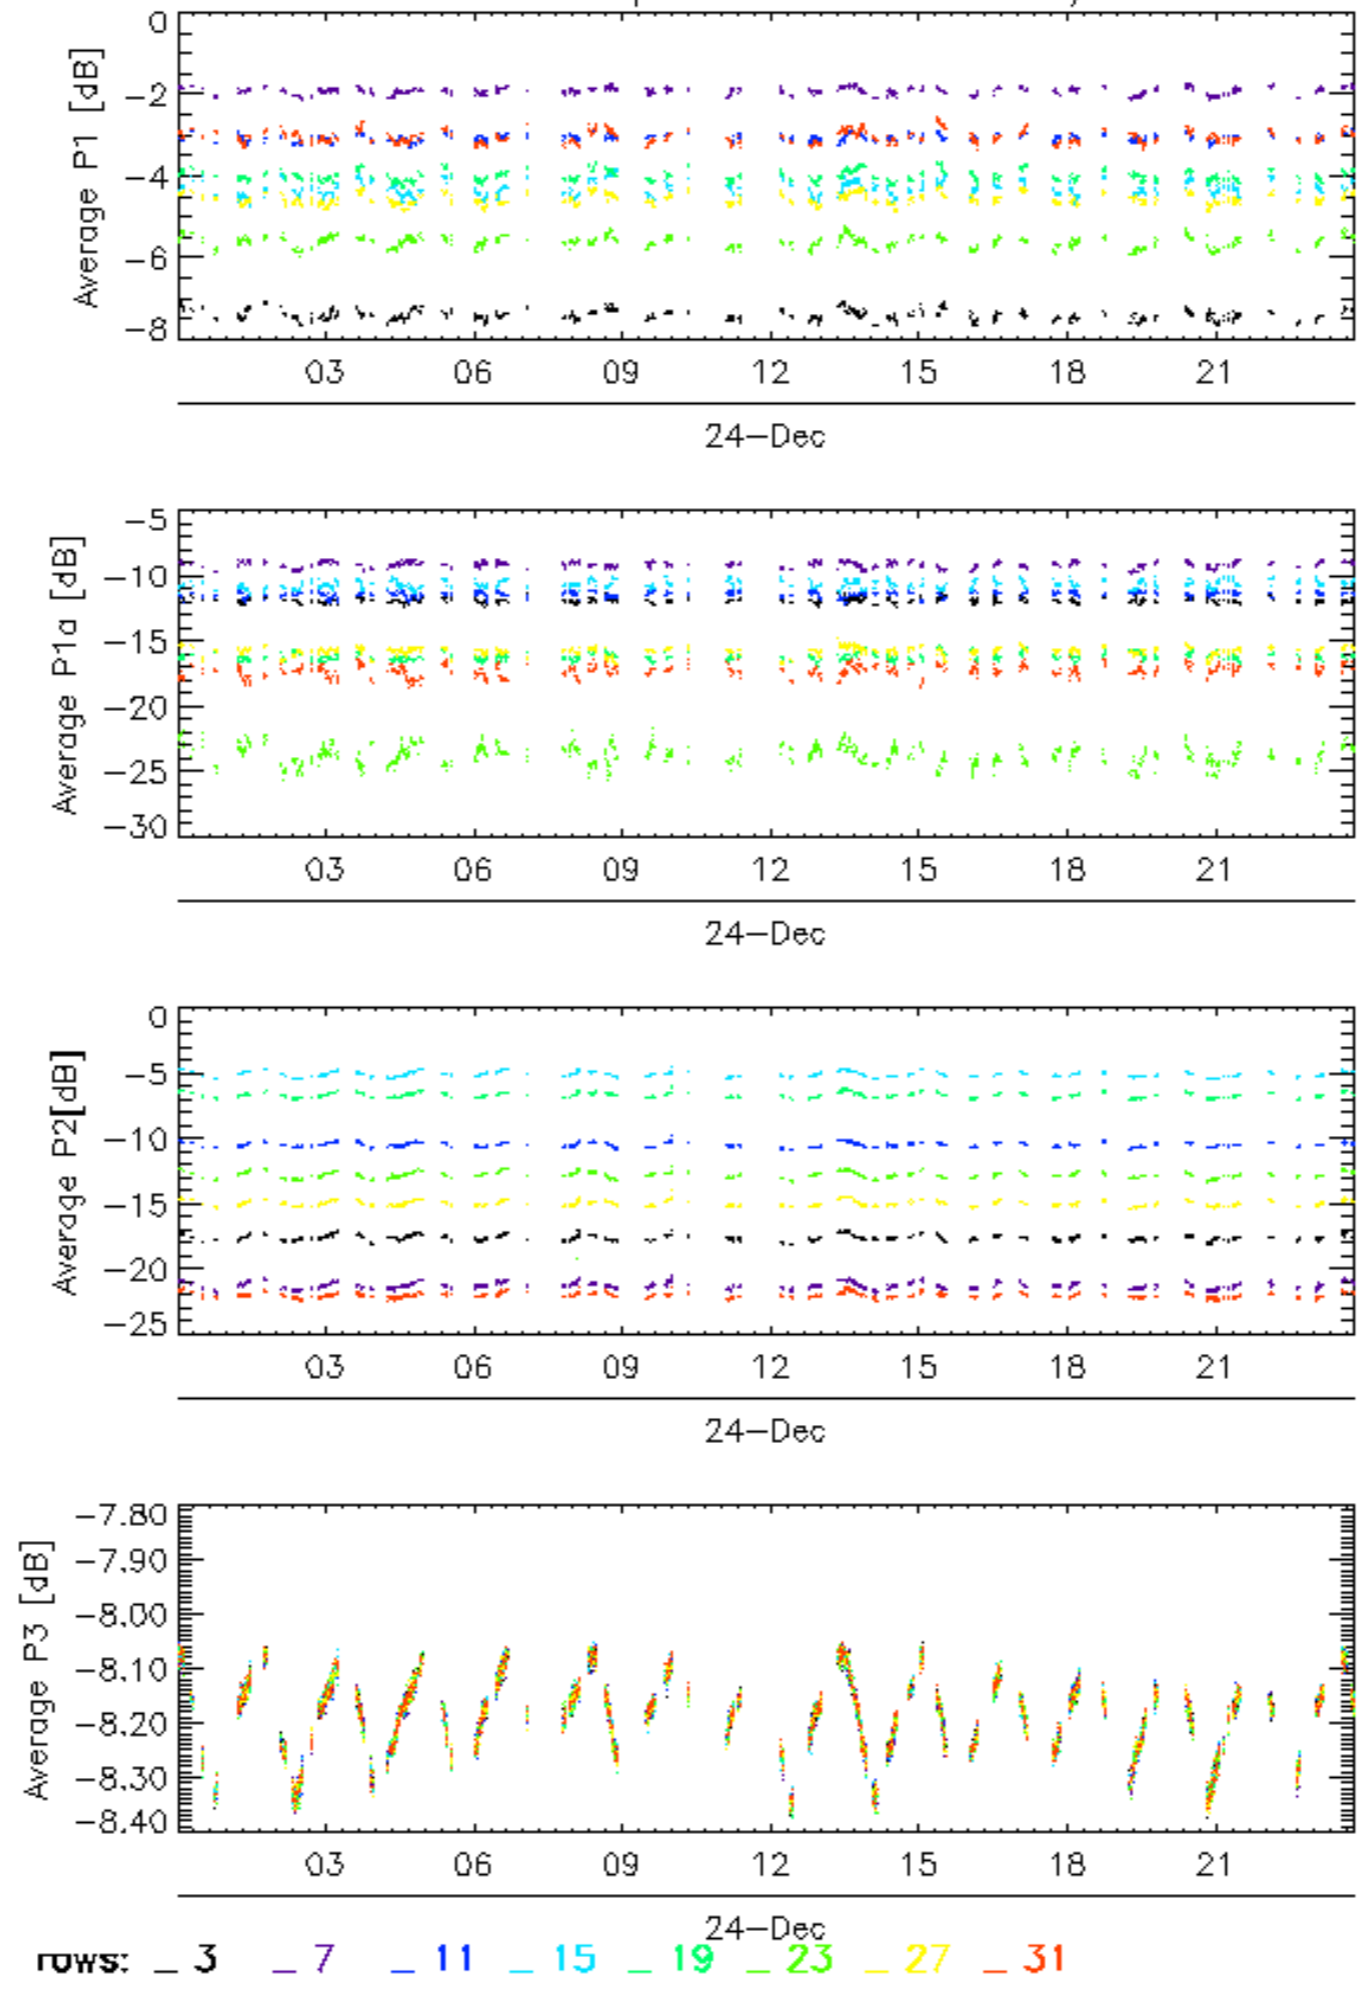 Average P1 [dB]
0
−2
−4
−6
−8
03 06 09 12 15 18 21
24−Dec
Average P1a [dB]
−5
−10
−15
−20
−25
−30
03 06 09 12 15 18 21
24−Dec
Average P2[dB]
0
−5
−10
−15
−20
−25
03 06 09 12 15 18 21
24−Dec
Average P3 [dB]
−7.80
−7.90
−8.00
−8.10
−8.20
−8.30
−8.40
03 06 09 12 15 18 21
24−Dec
rows: _ 3 _ 7 _ 11 _ 15 _ 19 _ 23 _ 27 _ 31